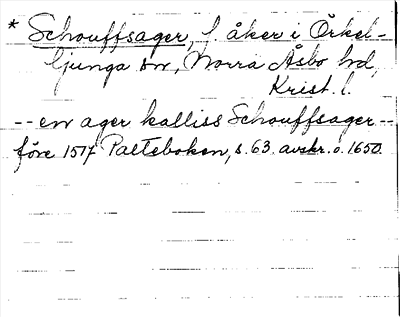 * Schouffsager, f. åker i Örkel-
ljunga sn, Norra Åsbo hd,
Krist. l.
-- en ager kalliss Schouffsager --
före 1517 Palteboken, s. 63. avskr. o. 1650.